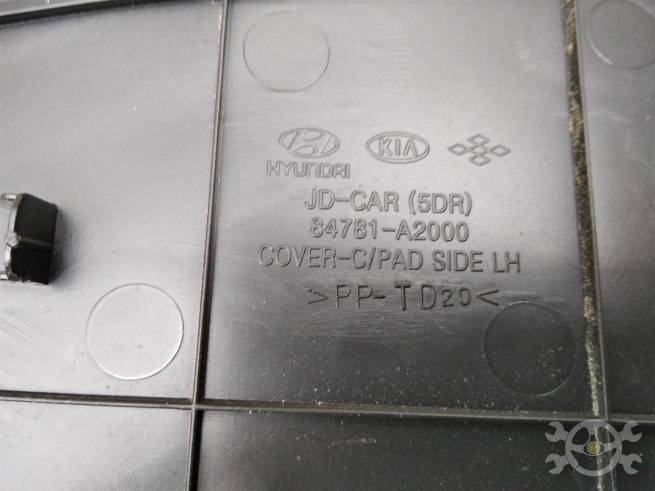 HYUNDAI KIA
JD-CAR (5DR)
84781-A2000
COVER-C/PAD SIDE LH
>PP-TD20<